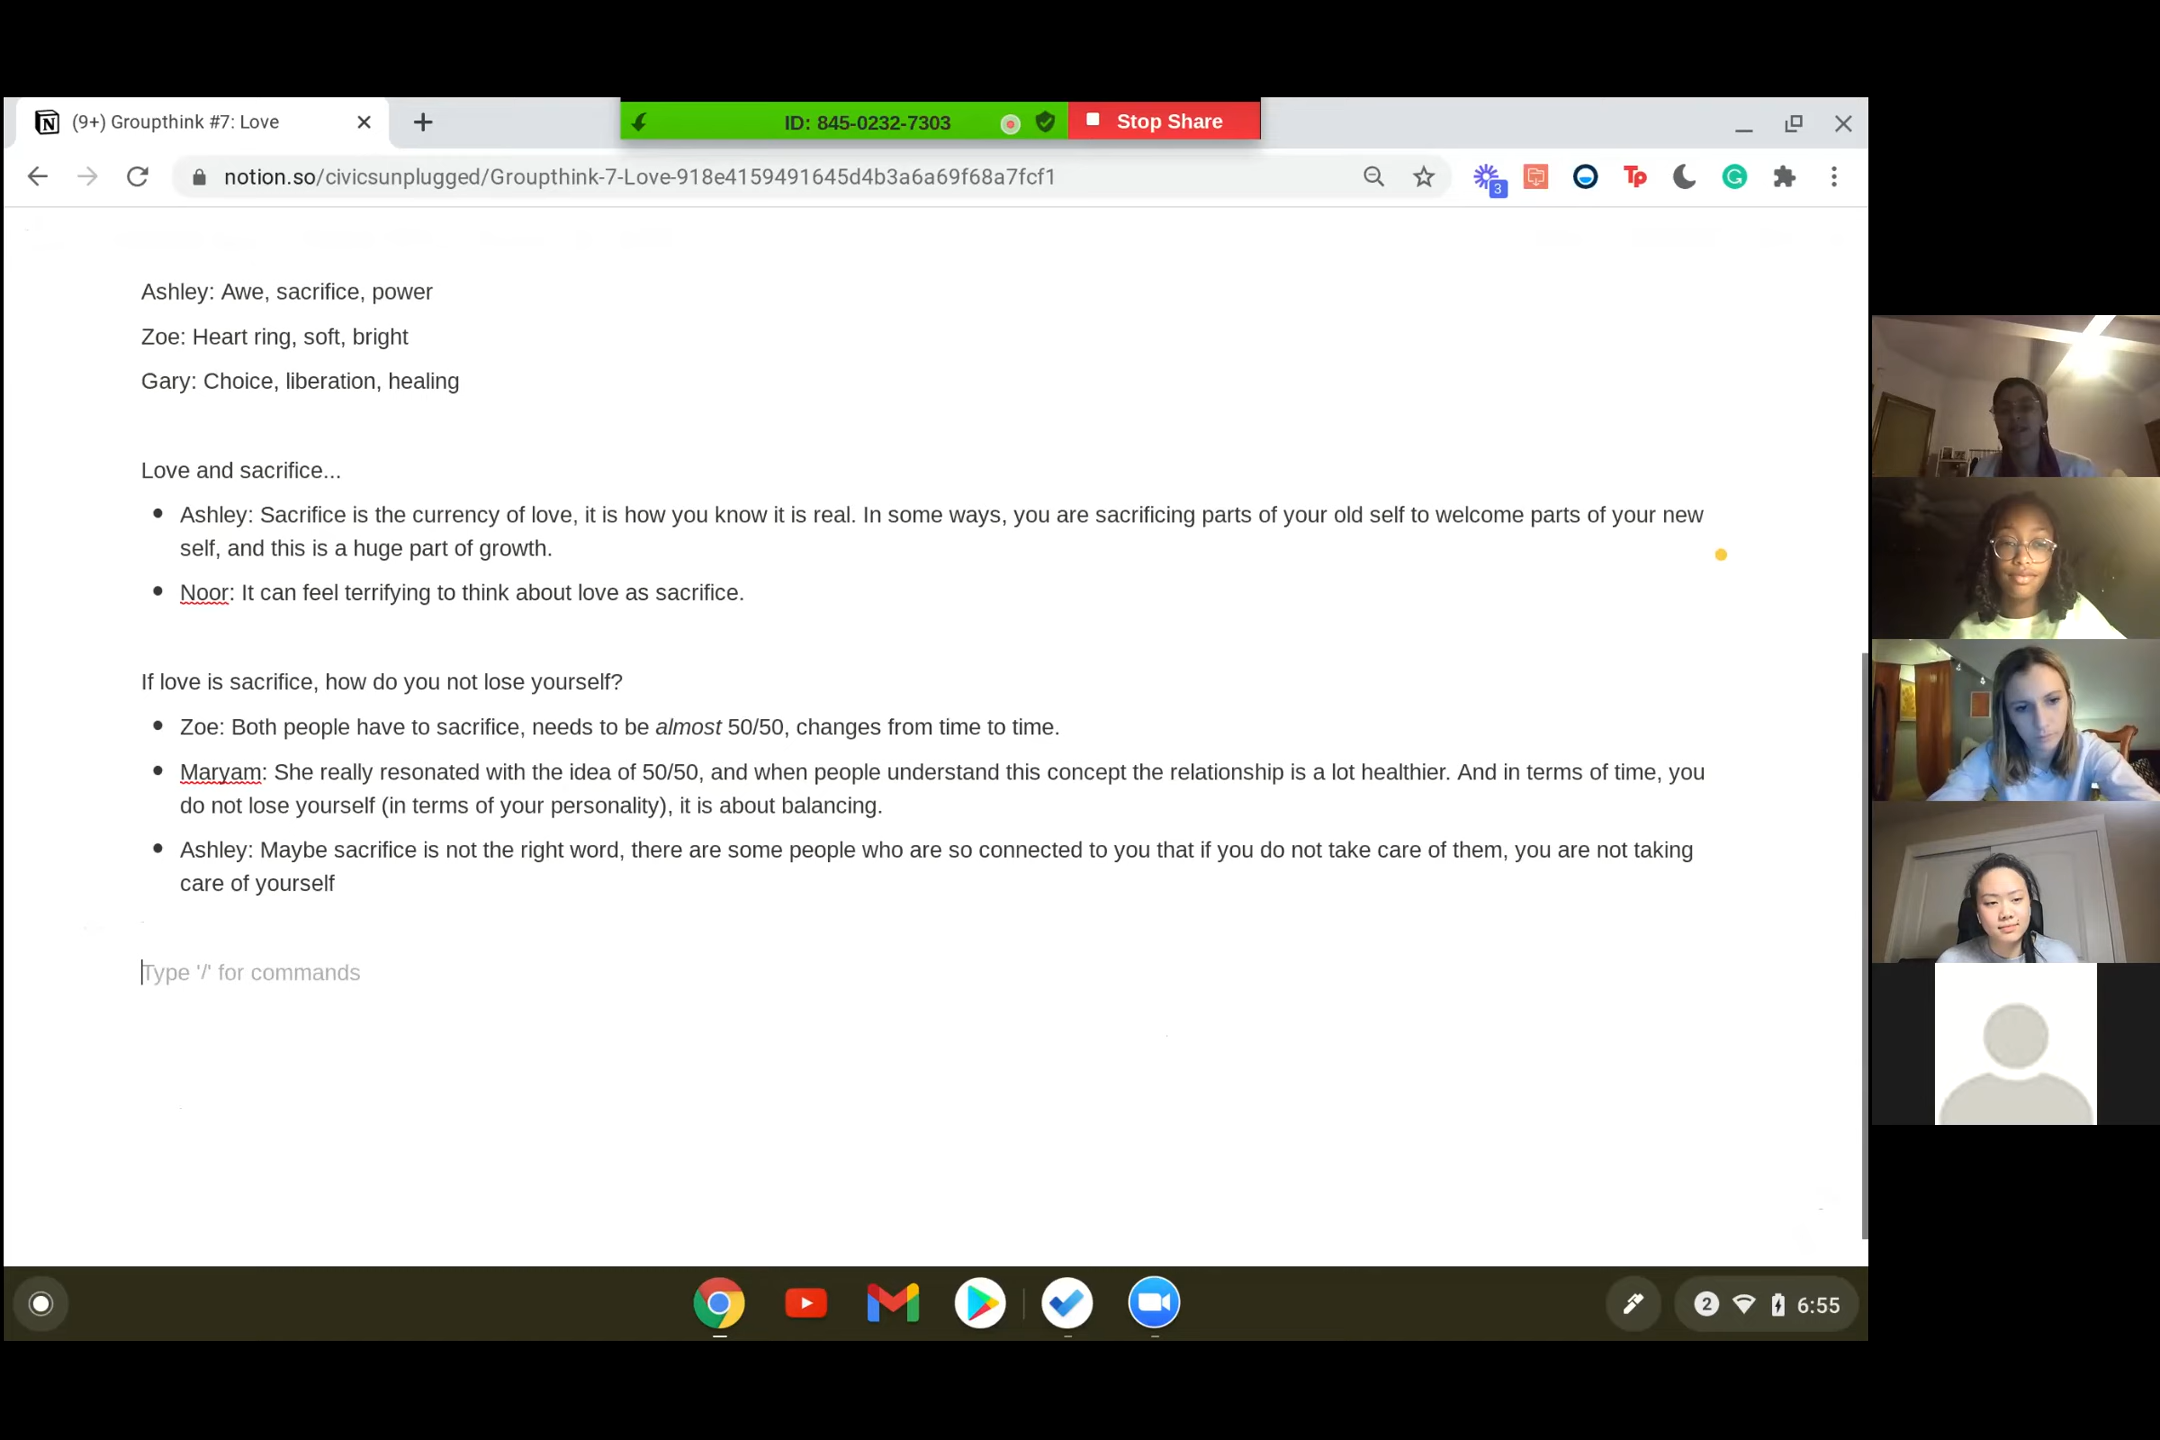 (9+) Groupthink #7: Love
ID: 845-0232-7303
Stop Share
notion.so/civicsunplugged/Groupthink-7-Love-918e4159491645d4b3a6a69f68a7fcf1
3
Tp
Ashley: Awe, sacrifice, power
Zoe: Heart ring, soft, bright
Gary: Choice, liberation, healing
Love and sacrifice...
Ashley: Sacrifice is the currency of love, it is how you know it is real. In some ways, you are sacrificing parts of your old self to welcome parts of your new
self, and this is a huge part of growth.
Noor: It can feel terrifying to think about love as sacrifice.
If love is sacrifice, how do you not lose yourself?
Zoe: Both people have to sacrifice, needs to be almost 50/50, changes from time to time.
Maryam: She really resonated with the idea of 50/50, and when people understand this concept the relationship is a lot healthier. And in terms of time, you
do not lose yourself (in terms of your personality), it is about balancing.
Ashley: Maybe sacrifice is not the right word, there are some people who are so connected to you that if you do not take care of them, you are not taking
care of yourself
Type '/' for commands
2
6:55